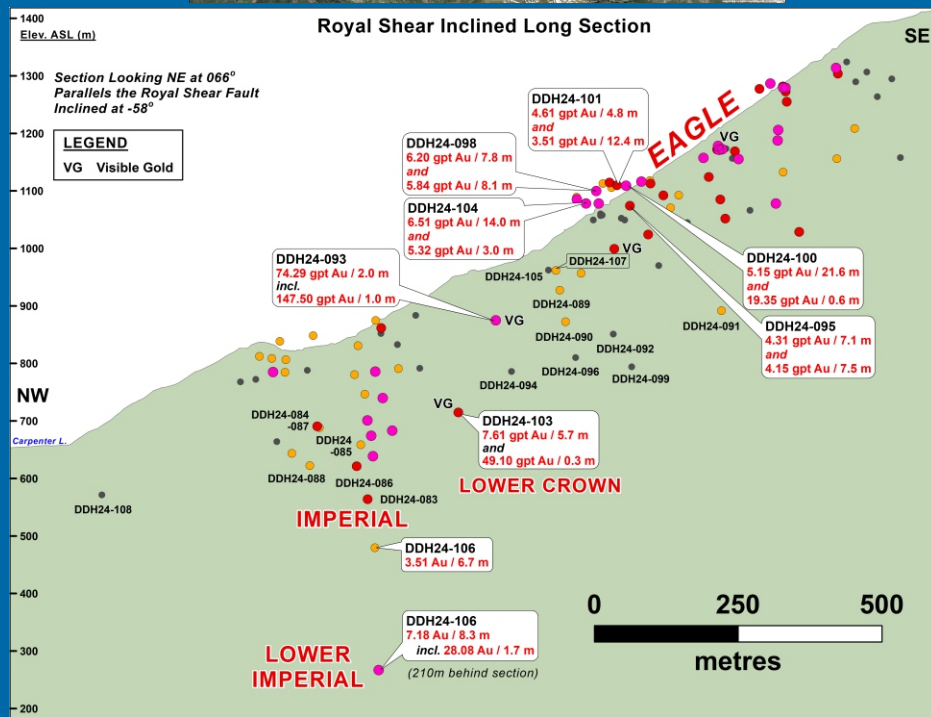 Royal Shear Inclined Long Section
1400
Elev. ASL (m)
SE
Section Looking NE at 066°
Parallels the Royal Shear Fault
Inclined at -58°
LEGEND
VG Visible Gold
1300
1200
1100
1000
900
800
700
600
500
400
300
200
NW
Carpenter L.
EAGLE
VG
DDH24-101
4.61 gpt Au / 4.8 m
and
3.51 gpt Au / 12.4 m
DDH24-098
6.20 gpt Au / 7.8 m
and
5.84 gpt Au / 8.1 m
DDH24-104
6.51 gpt Au / 14.0 m
and
5.32 gpt Au / 3.0 m
VG
DDH24-100
5.15 gpt Au / 21.6 m
and
19.35 gpt Au / 0.6 m
DDH24-093
74.29 gpt Au / 2.0 m
incl.
147.50 gpt Au / 1.0 m
VG
DDH24-107
DDH24-105
DDH24-089
DDH24-090
DDH24-091
DDH24-092
DDH24-095
4.31 gpt Au / 7.1 m
and
4.15 gpt Au / 7.5 m
DDH24-094
DDH24-096
DDH24-099
VG
DDH24-103
7.61 gpt Au / 5.7 m
and
49.10 gpt Au / 0.3 m
LOWER CROWN
DDH24-084
-087
DDH24
-085
DDH24-088
DDH24-086
DDH24-083
DDH24-108
IMPERIAL
DDH24-106
3.51 Au / 6.7 m
DDH24-106
7.18 Au / 8.3 m
incl. 28.08 Au / 1.7 m
(210m behind section)
LOWER
IMPERIAL
0 250 500
metres